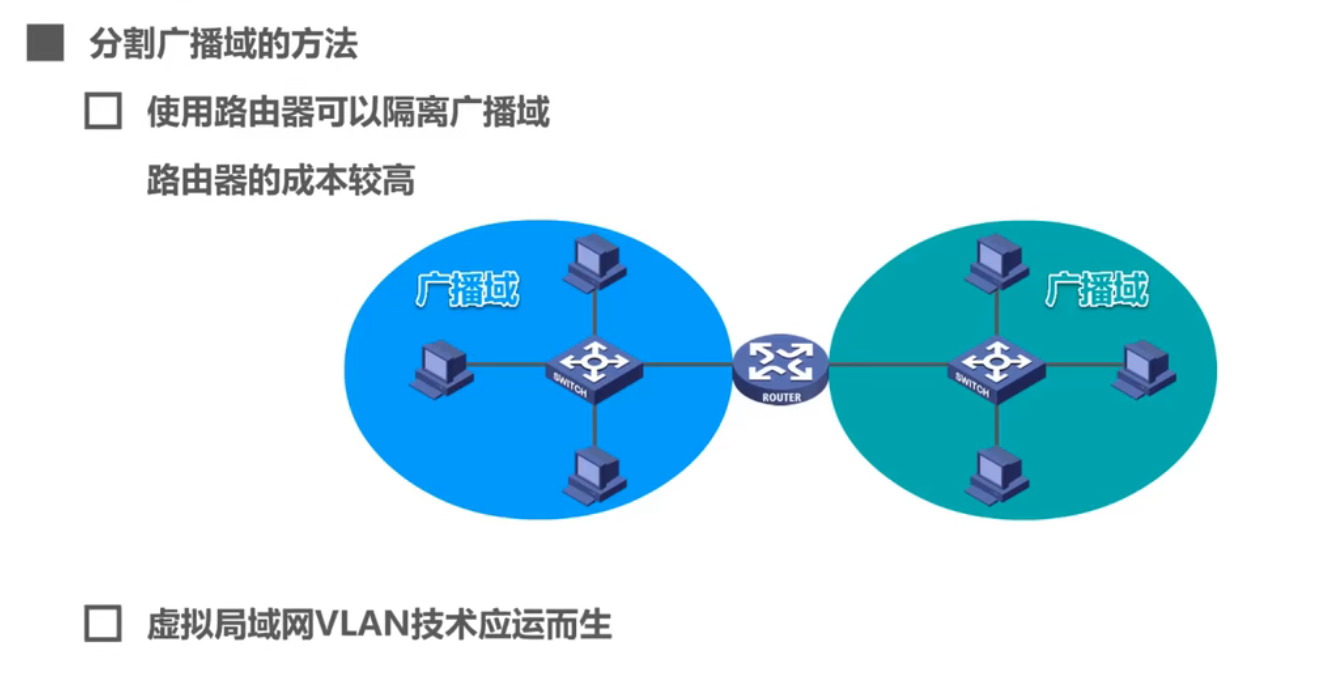 分割广播域的方法
使用路由器可以隔离广播域
路由器的成本较高
广播域
广播域
SWITCH
SWITCH
ROUTER
虚拟局域网VLAN技术应运而生